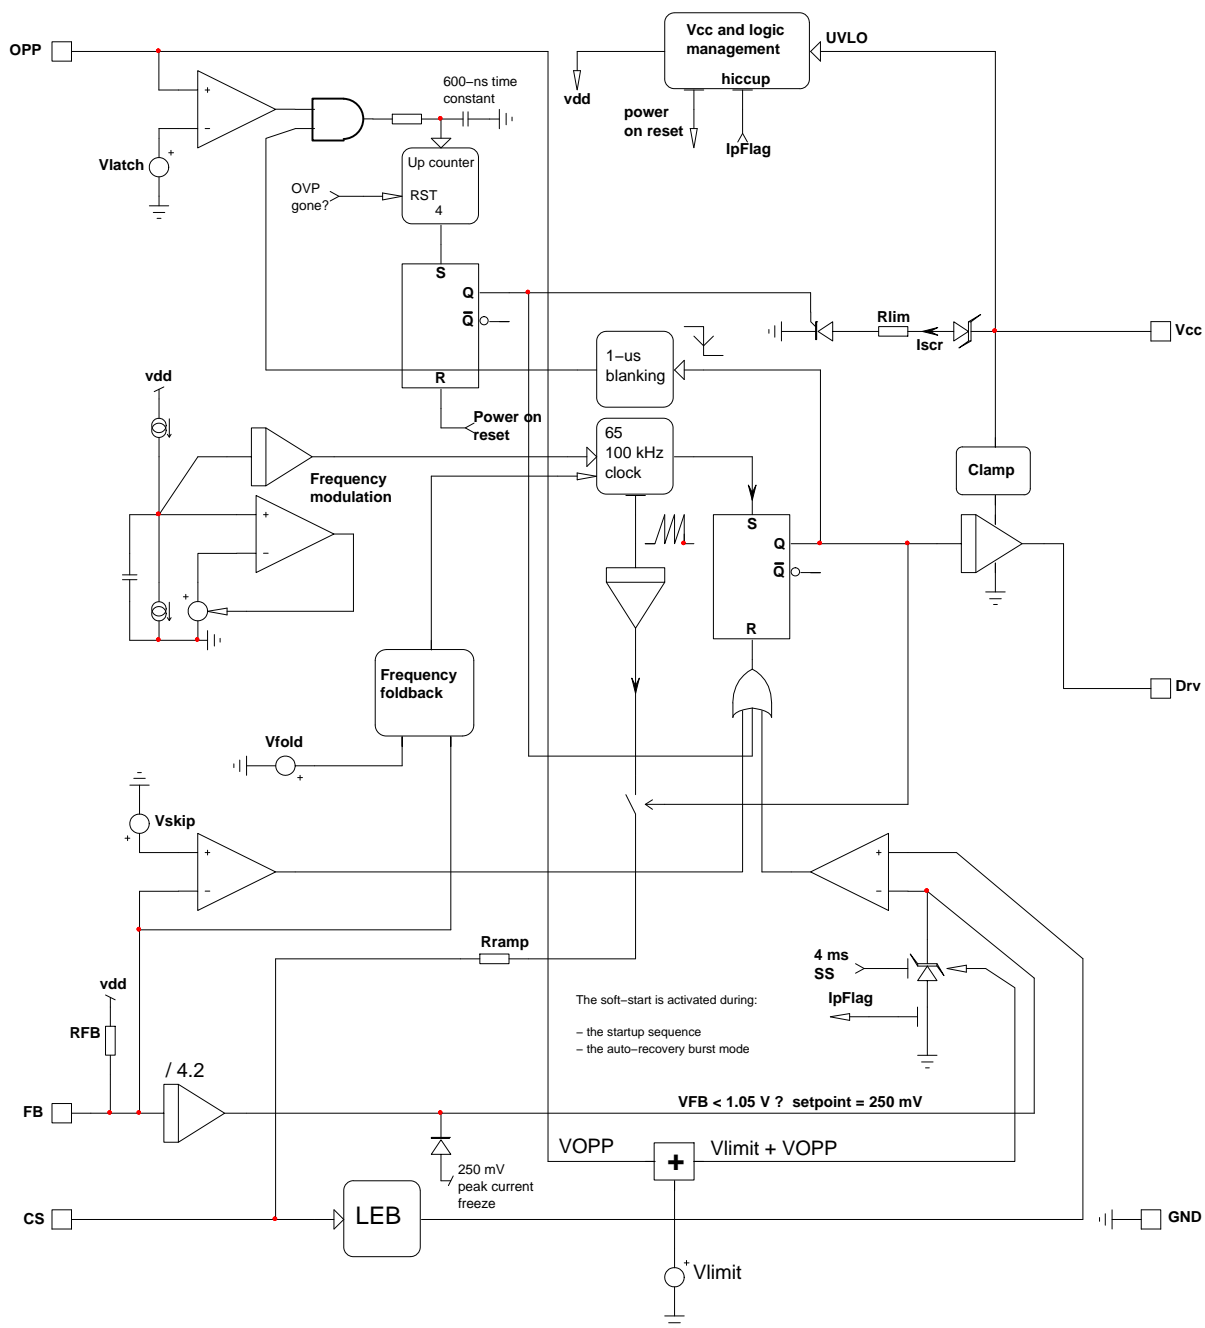 OPP
Vcc and logic
management
UVLO
hiccup
vdd
power
on reset
IpFlag
600−ns time
constant
+
−
Vlatch
+
Up counter
OVP
gone?
RST
4
S
Q
Q
R
Rlim
Iscr
Vcc
1−us
blanking
vdd
Power on
reset
65
100 kHz
clock
Frequency
modulation
Clamp
+
−
+
S
Q
Q
R
Frequency
foldback
Drv
Vfold
+
Vskip
+
+
−
+
−
Rramp
4 ms
SS
IpFlag
vdd
RFB
The soft−start is activated during:
− the startup sequence
− the auto−recovery burst mode
/ 4.2
FB
VFB < 1.05 V ? setpoint = 250 mV
VOPP
+
Vlimit + VOPP
250 mV
peak current
freeze
CS
LEB
GND
+
Vlimit